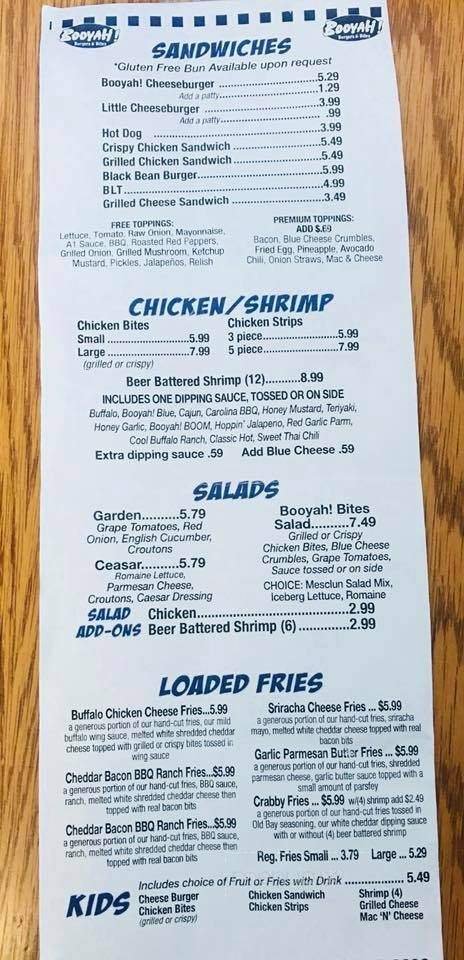 BOOYAH!
Burgers & Bites
BOOYAH!
Burgers & Bites
SANDWICHES
*Gluten Free Bun Available upon request
Booyah! Cheeseburger ..............................5.29
Add a patty..............................1.29
Little Cheeseburger ..............................3.99
Add a patty.............................. .99
Hot Dog ..............................3.99
Crispy Chicken Sandwich ..............................5.49
Grilled Chicken Sandwich..............................5.49
Black Bean Burger..............................5.99
BLT..............................4.99
Grilled Cheese Sandwich ..............................3.49
FREE TOPPINGS:
Lettuce, Tomato, Raw Onion, Mayonnaise,
A1 Sauce, BBQ, Roasted Red Peppers,
Grilled Onion, Grilled Mushroom, Ketchup
Mustard, Pickles, Jalapeños, Relish
PREMIUM TOPPINGS:
ADD $.69
Bacon, Blue Cheese Crumbles,
Fried Egg, Pineapple, Avocado
Chili, Onion Straws, Mac & Cheese
CHICKEN/SHRIMP
Chicken Bites
Small ......................5.99
Large ......................7.99
(grilled or crispy)
Chicken Strips
3 piece......................5.99
5 piece......................7.99
Beer Battered Shrimp (12)...........8.99
INCLUDES ONE DIPPING SAUCE, TOSSED OR ON SIDE
Buffalo, Booyah! Blue, Cajun, Carolina BBQ, Honey Mustard, Teriyaki,
Honey Garlic, Booyah! BOOM, Hoppin' Jalapeno, Red Garlic Parm,
Cool Buffalo Ranch, Classic Hot, Sweet Thai Chili
Extra dipping sauce .59 Add Blue Cheese .59
SALADS
Garden..........5.79
Grape Tomatoes, Red
Onion, English Cucumber,
Croutons
Ceasar..........5.79
Romaine Lettuce,
Parmesan Cheese,
Croutons, Caesar Dressing
Booyah! Bites
Salad..........7.49
Grilled or Crispy
Chicken Bites, Blue Cheese
Crumbles, Grape Tomatoes,
Sauce tossed or on side
CHOICE: Mesclun Salad Mix,
Iceberg Lettuce, Romaine
SALAD
ADD-ONS
Chicken........................................2.99
Beer Battered Shrimp (6) ..............2.99
LOADED FRIES
Buffalo Chicken Cheese Fries...5.99
a generous portion of our hand-cut fries, our mild
buffalo wing sauce, melted white shredded cheddar
cheese topped with grilled or crispy bites tossed in
wing sauce
Cheddar Bacon BBQ Ranch Fries...$5.99
a generous portion of our hand-cut fries, BBQ sauce,
ranch, melted white shredded cheddar cheese then
topped with real bacon bits
Cheddar Bacon BBQ Ranch Fries...$5.99
a generous portion of our hand-cut fries, BBQ sauce,
ranch, melted white shredded cheddar cheese then
topped with real bacon bits
Sriracha Cheese Fries ... $5.99
a generous portion of our hand-cut fries, sriracha
mayo, melted white cheddar cheese topped with real
bacon bits
Garlic Parmesan Butter Fries ... $5.99
a generous portion of our hand-cut fries, shredded
parmesan cheese, garlic butter sauce topped with a
small amount of parsley
Crabby Fries ... $5.99 w/(4) shrimp add $2.49
a generous portion of our hand-cut fries tossed in
Old Bay seasoning, our white cheddar dipping sauce
with or without (4) beer battered shrimp
Reg. Fries Small ... 3.79 Large ... 5.29
KIDS
Includes choice of Fruit or Fries with Drink .................. 5.49
Cheese Burger
Chicken Bites
(grilled or crispy)
Chicken Sandwich
Chicken Strips
Shrimp (4)
Grilled Cheese
Mac 'N' Cheese